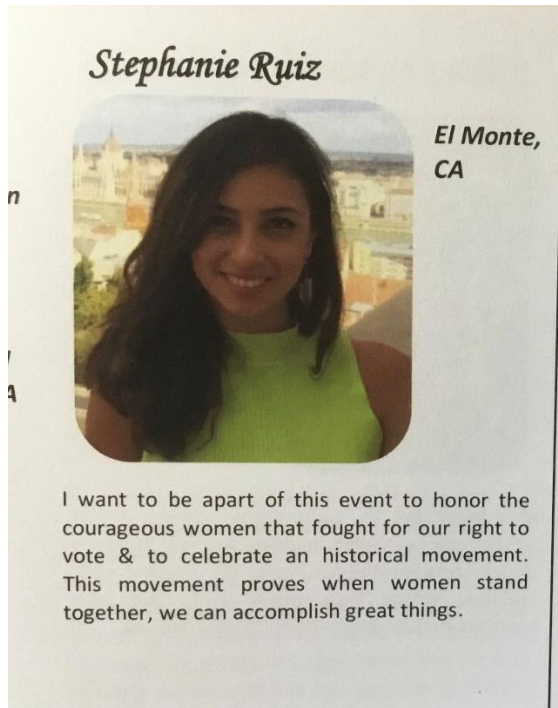 Stephanie Ruiz
El Monte,
CA
n
A
I want to be apart of this event to honor the
courageous women that fought for our right to
vote & to celebrate an historical movement.
This movement proves when women stand
together, we can accomplish great things.